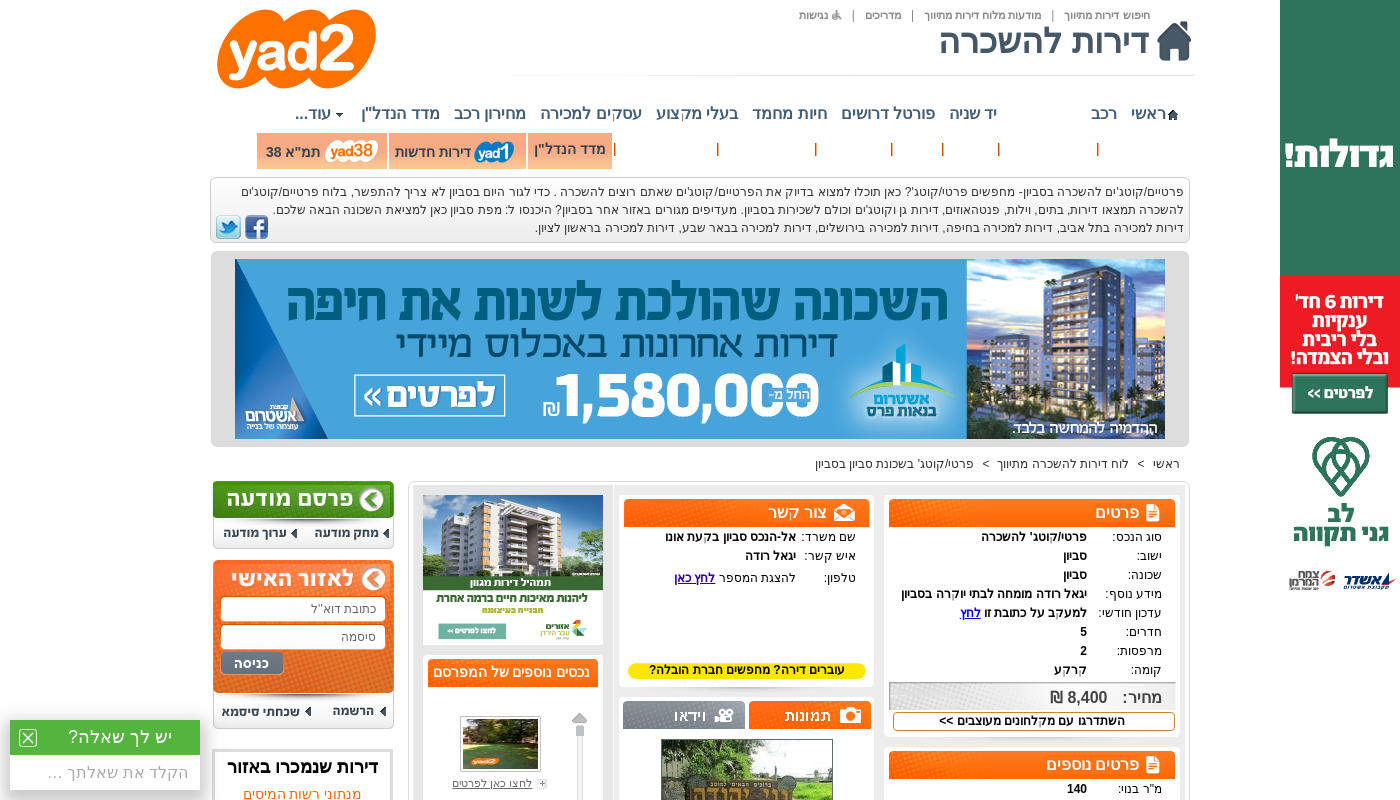 חיפוש דירות מתיווך | מודעות מלוח דירות מתיווך | מדריכים | נגישות
דירות להשכרה
yad2
ראשי רכב יד שניה פורטל דרושים חיות מחמד בעלי מקצוע עסקים למכירה מחירון רכב מדד הנדל"ן עוד...
מדד הנדל"ן
yad1 דירות חדשות
yad38 תמ"א 38
פרטיים/קוטג'ים להשכרה בסביון- מחפשים פרטי/קוטג'? כאן תוכלו למצוא בדיוק את הפרטיים/קוטג'ים שאתם רוצים להשכרה . כדי לגור היום בסביון לא צריך להתפשר, בלוח פרטיים/קוטג'ים
להשכרה תמצאו דירות, בתים, וילות, פנטהאוזים, דירות גן וקוטג'ים וכולם לשכירות בסביון. מעדיפים מגורים באזור אחר בסביון? היכנסו ל: מפת סביון כאן למציאת השכונה הבאה שלכם.
דירות למכירה בתל אביב, דירות למכירה בחיפה, דירות למכירה בירושלים, דירות למכירה בבאר שבע, דירות למכירה בראשון לציון.
השכונה שהולכת לשנות את חיפה
דירות אחרונות באכלוס מיידי
החל מ- 1,580,000 ₪
לפרטים >>
אשטרום
בנאות פרס
קבוצת
אשטרום
עוצמה של בנייה
ההדמיה להמחשה בלבד.
ראשי > לוח דירות להשכרה מתיווך > פרטי/קוטג' בשכונת סביון בסביון
פרטים
סוג הנכס: פרטי/קוטג' להשכרה
ישוב: סביון
שכונה: סביון
מידע נוסף: יגאל רודה מומחה לבתי יוקרה בסביון
עדכון חודשי: למעקב על כתובת זו לחץ
חדרים: 5
מרפסות: 2
קומה: קרקע
מחיר: 8,400 ₪
השתדרגו עם מקלחונים מעוצבים >>
פרטים נוספים
מ"ר בנוי: 140
צור קשר
שם משרד: אל-הנכס סביון בקעת אונו
איש קשר: יגאל רודה
טלפון: להצגת המספר לחץ כאן
עוברים דירה? מחפשים חברת הובלה?
תמונות
וידאו
תמהיל דירות מגוון
ליהנות מאיכות חיים ברמה אחרת
הבנייה בעיצומה
לחצו לפרטים >>
אזורים
עבר הירדן
נכסים נוספים של המפרסם
לחצו כאן לפרטים
פרסם מודעה
מחק מודעה
ערוך מודעה
לאזור האישי
כתובת דוא"ל
סיסמה
כניסה
הרשמה
שכחתי סיסמא
דירות שנמכרו באזור
מנתוני רשות המיסים
יש לך שאלה?
הקלד את שאלתך ...
גדולות!
דירות 6 חד'
ענקיות
בלי ריבית
ובלי הצמדה!
לפרטים >>
לב
גני תקווה
אשדר
קבוצת אשטרום
צמח
המרמן